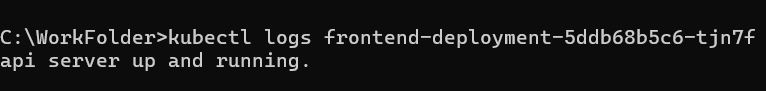 C:\WorkFolder>kubectl logs frontend-deployment-5ddb68b5c6-tjn7f
api server up and running.